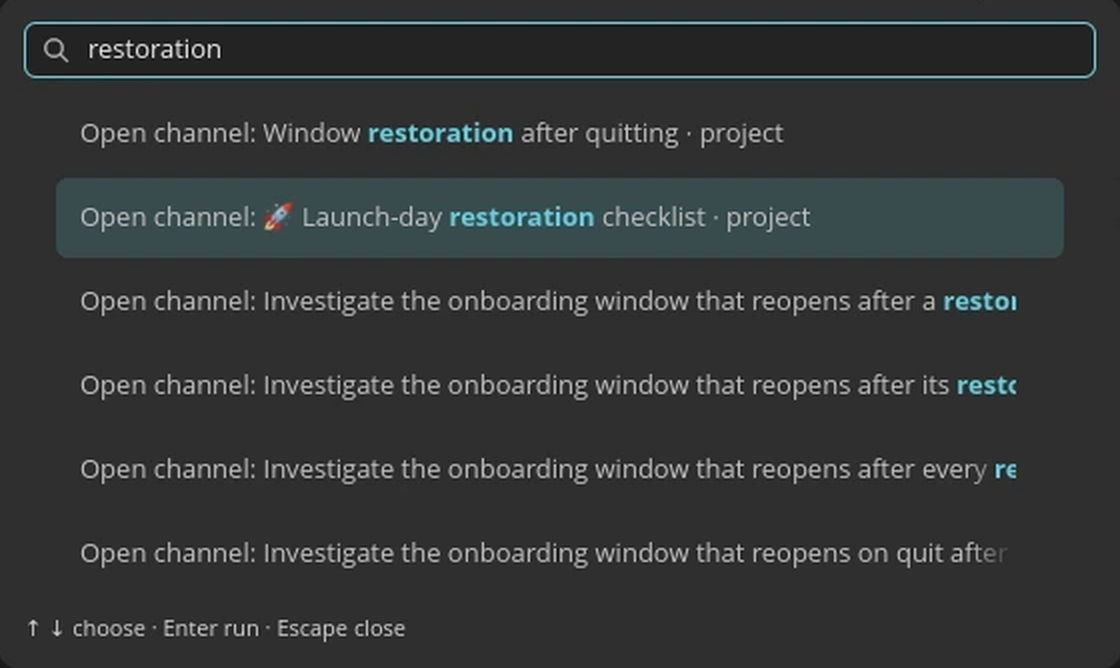 restoration
Open channel: Window restoration after quitting · project
Open channel: 🚀 Launch-day restoration checklist · project
Open channel: Investigate the onboarding window that reopens after a
Open channel: Investigate the onboarding window that reopens after its
Open channel: Investigate the onboarding window that reopens after every
Open channel: Investigate the onboarding window that reopens on quit after
↑ ↓ choose · Enter run · Escape close